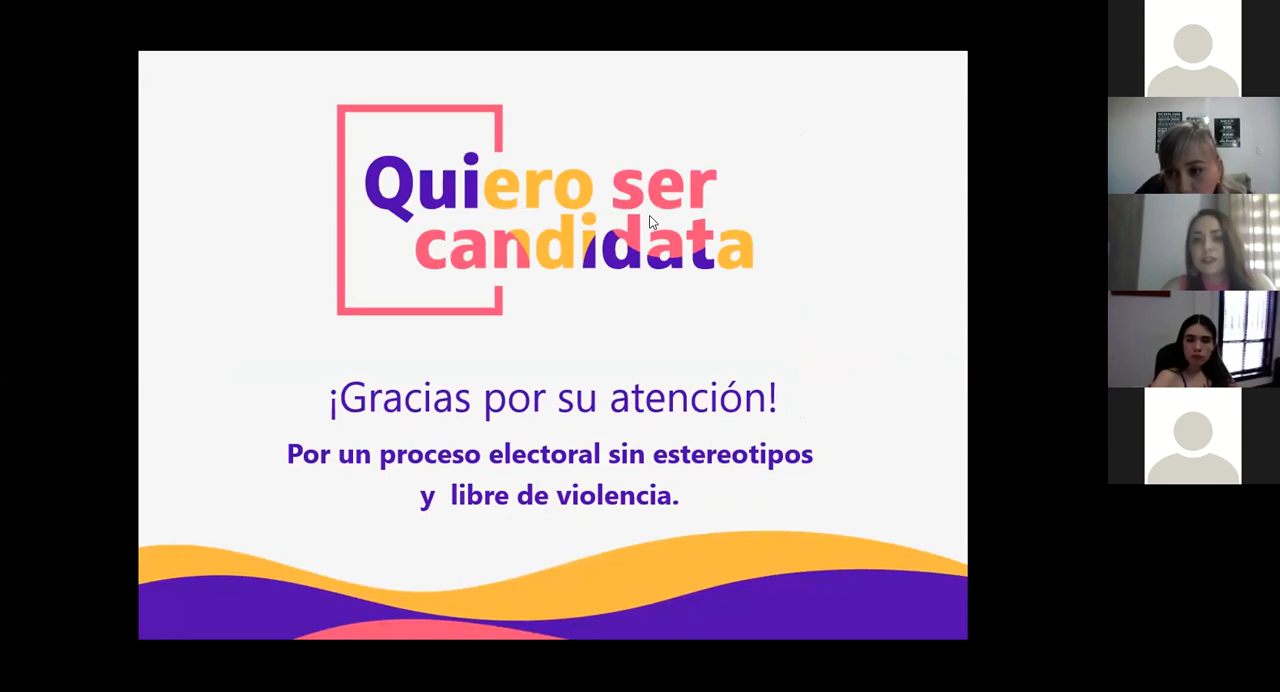 Quiero ser
candidata
¡Gracias por su atención!
Por un proceso electoral sin estereotipos
y libre de violencia.